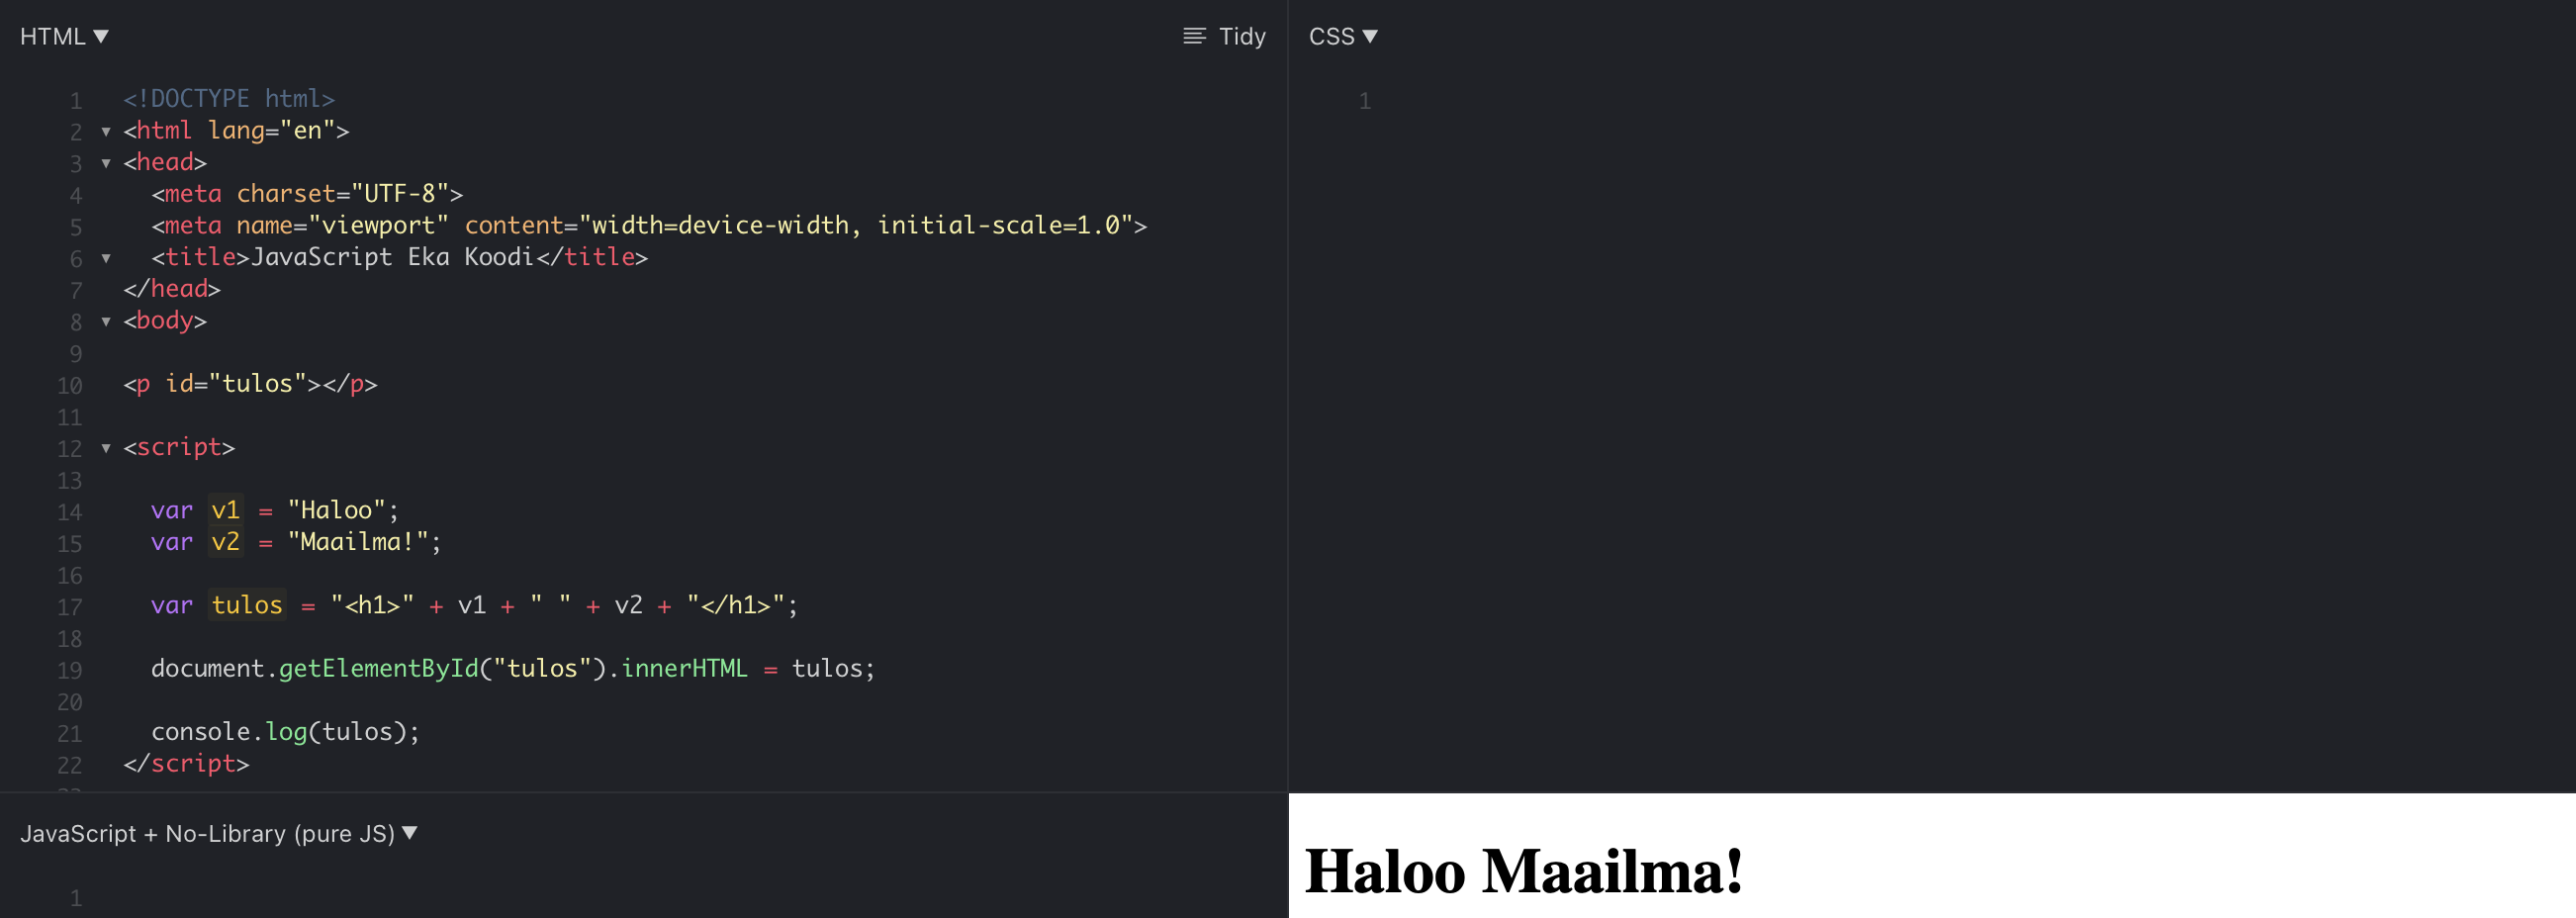 HTML ▼ Tidy
1 <!DOCTYPE html>
2 ▼ <html lang="en">
3 ▼ <head>
4 <meta charset="UTF-8">
5 <meta name="viewport" content="width=device-width, initial-scale=1.0">
6 ▼ <title>JavaScript Eka Koodi</title>
7 </head>
8 ▼ <body>
9
10 <p id="tulos"></p>
11
12 ▼ <script>
13
14 var v1 = "Haloo";
15 var v2 = "Maailma!";
16
17 var tulos = "<h1>" + v1 + " " + v2 + "</h1>";
18
19 document.getElementById("tulos").innerHTML = tulos;
20
21 console.log(tulos);
22 </script>
JavaScript + No-Library (pure JS) ▼
1
CSS ▼
1
Haloo Maailma!